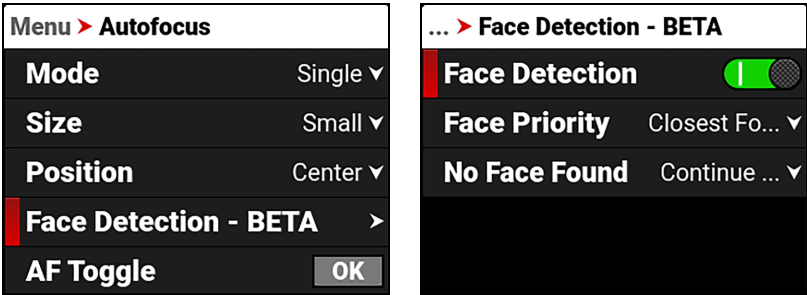 Menu ➤ Autofocus
Mode Single
Size Small
Position Center
Face Detection - BETA
AF Toggle OK
... ➤ Face Detection - BETA
Face Detection
Face Priority Closest Fo...
No Face Found Continue ...